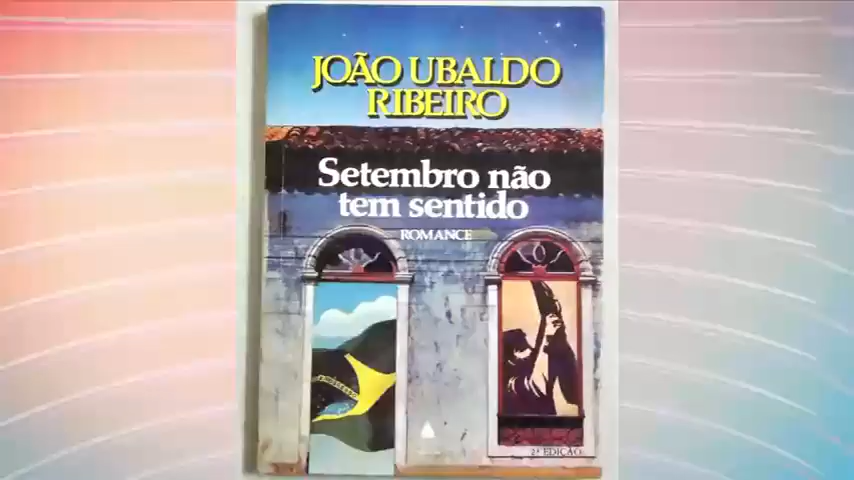 JOÃO UBALDO
RIBEIRO
Setembro não
tem sentido
ROMANCE
2ª EDIÇÃO